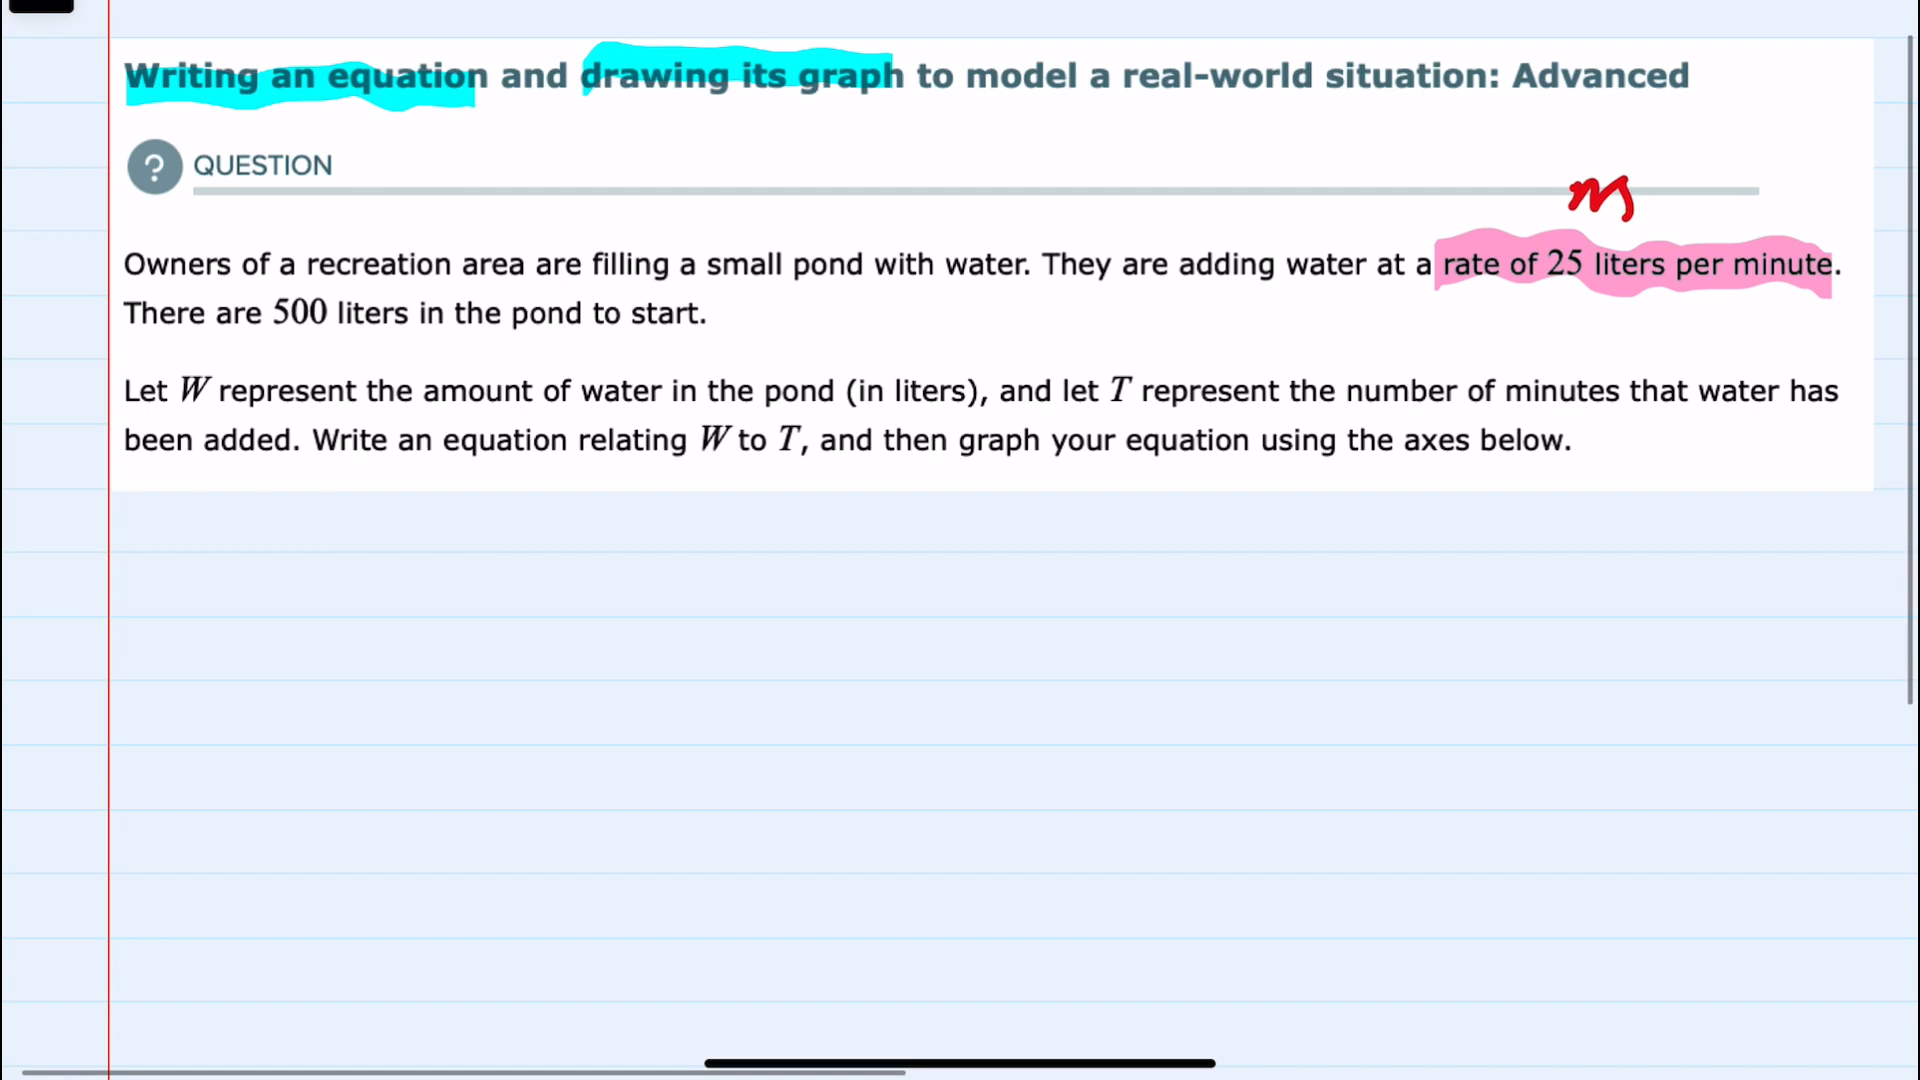 Writing an equation and drawing its graph to model a real-world situation: Advanced
? QUESTION
m
Owners of a recreation area are filling a small pond with water. They are adding water at a rate of 25 liters per minute.
There are 500 liters in the pond to start.
Let W represent the amount of water in the pond (in liters), and let T represent the number of minutes that water has
been added. Write an equation relating W to T, and then graph your equation using the axes below.